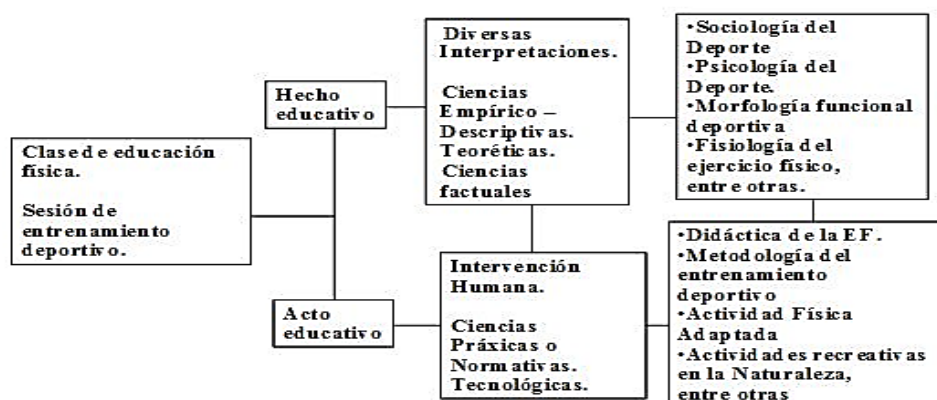 Clase de educación
física.
Sesión de
entrenamiento
deportivo.
Hecho
educativo
Acto
educativo
Diversas
Interpretaciones.
Ciencias
Empírico –
Descriptivas.
Teoréticas.
Ciencias
factuales
Intervención
Humana.
Ciencias
Práxicas o
Normativas.
Tecnológicas.
•Sociología del
Deporte
•Psicología del
Deporte.
•Morfología funcional
deportiva
•Fisiología del
ejercicio físico,
entre otras.
•Didáctica de la EF.
•Metodología del
entrenamiento
deportivo
•Actividad Física
Adaptada
•Actividades recreativas
en la Naturaleza,
entre otras